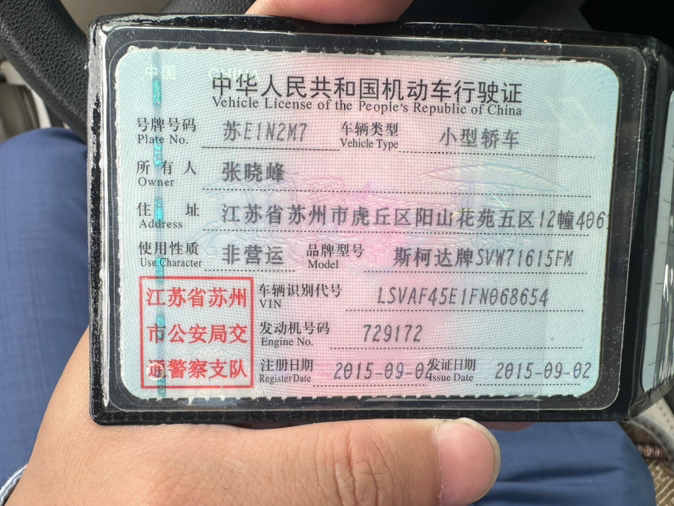 中国 CHINA
中华人民共和国机动车行驶证
Vehicle License of the People's Republic of China
号牌号码 苏E1N2M7 车辆类型 小型轿车
Plate No. Vehicle Type
所有人 张晓峰
Owner
住址 江苏省苏州市虎丘区阳山花苑五区12幢406
Address
使用性质 非营运 品牌型号 斯柯达牌SVW71615FM
Use Character Model
江苏省苏州
市公安局交
通警察支队
车辆识别代号 LSVAF45E1FN068654
VIN
发动机号码 729172
Engine No.
注册日期 2015-09-02 发证日期 2015-09-02
Register Date Issue Date